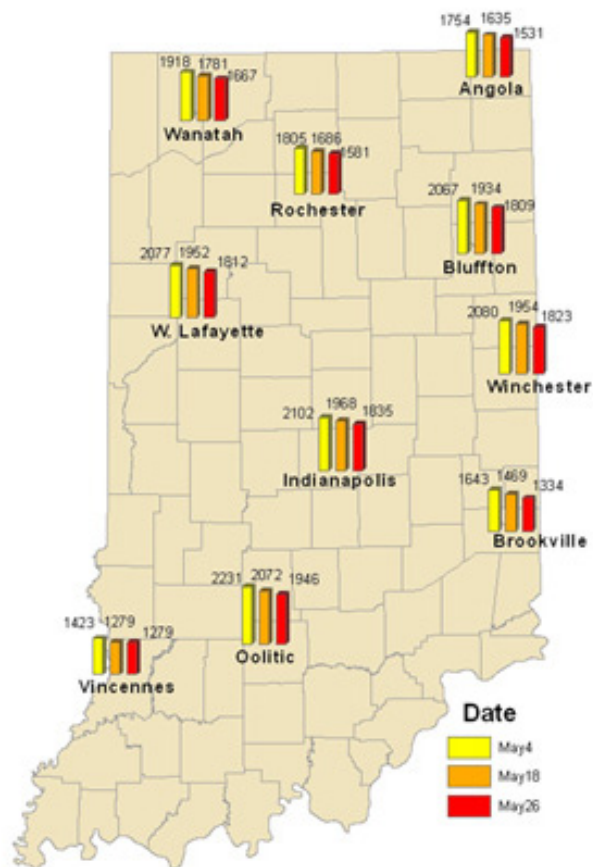 1754 1635 1531
Angola
1918 1781 1667
Wanatah
1805 1686 1581
Rochester
2067 1934 1809
Bluffton
2077 1952 1812
W. Lafayette
2080 1954 1823
Winchester
2102 1968 1835
Indianapolis
1643 1469 1334
Brookville
2231 2072 1946
Oolitic
1423 1279 1279
Vincennes
Date
May4
May18
May26